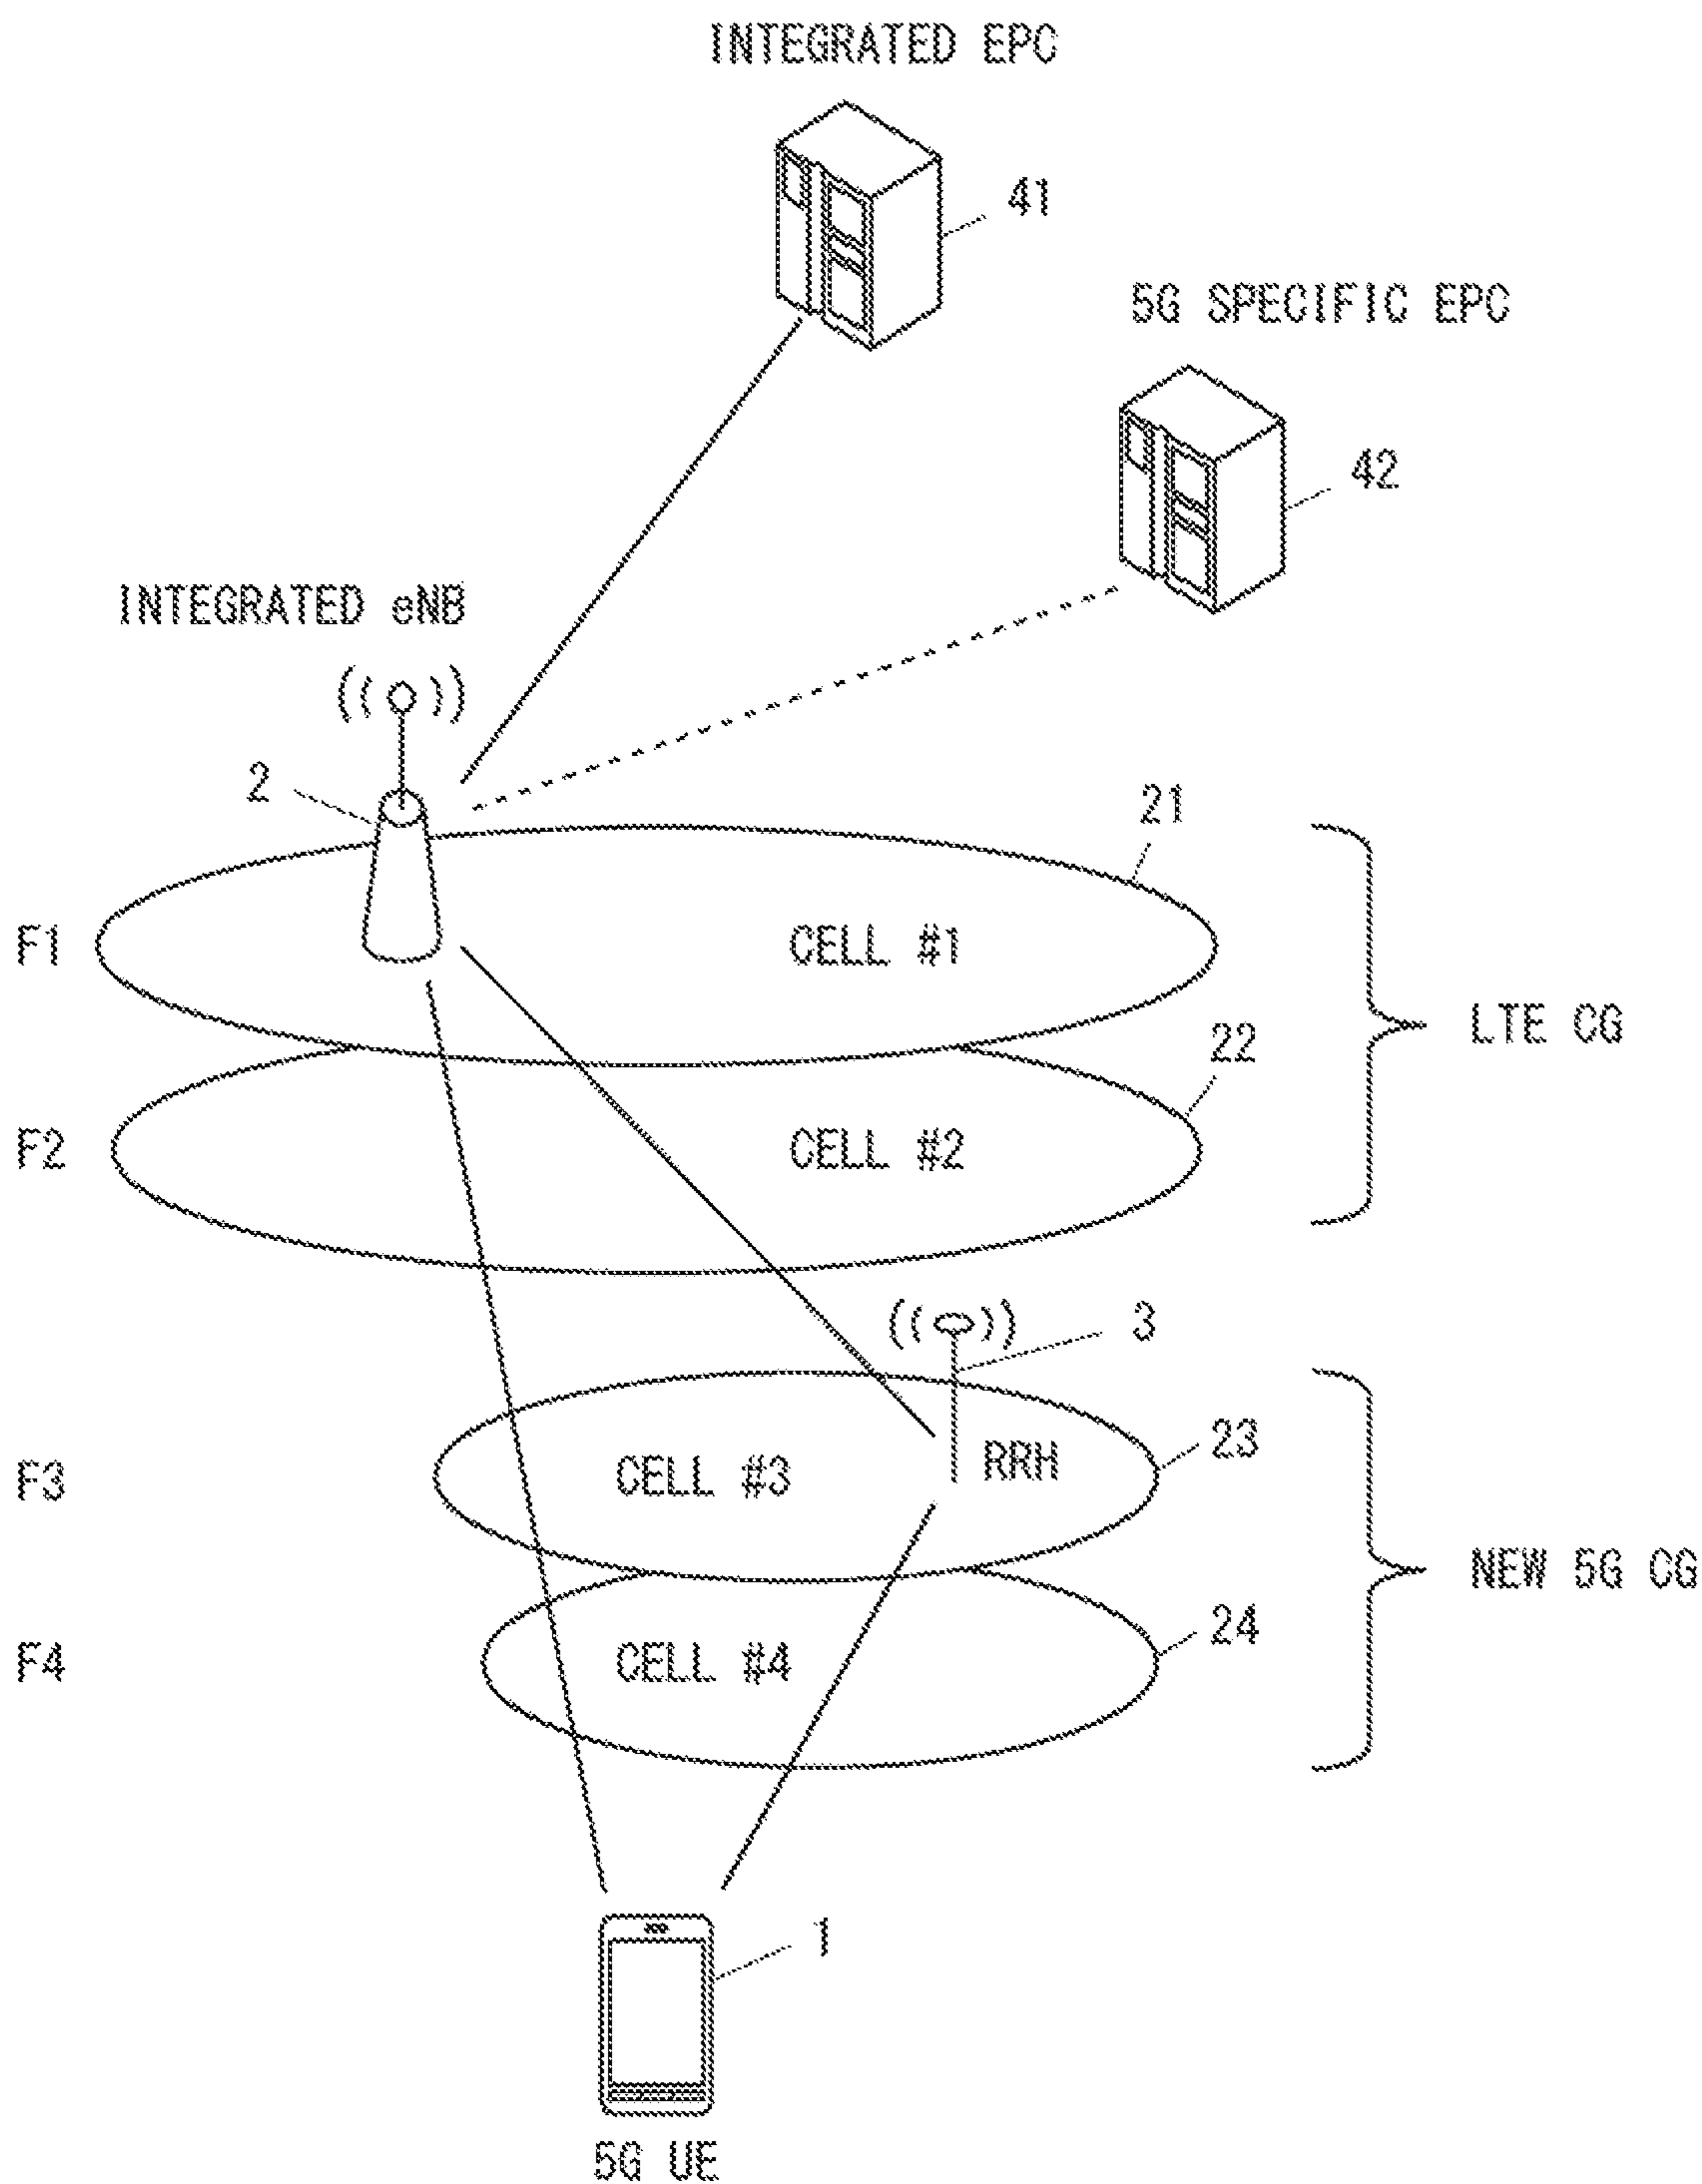 INTEGRATED EPC
41
5G SPECIFIC EPC
42
INTEGRATED eNB
2
21
F1
CELL #1
LTE CG
22
F2
CELL #2
3
23
F3
CELL #3
RRH
NEW 5G CG
24
F4
CELL #4
1
5G UE